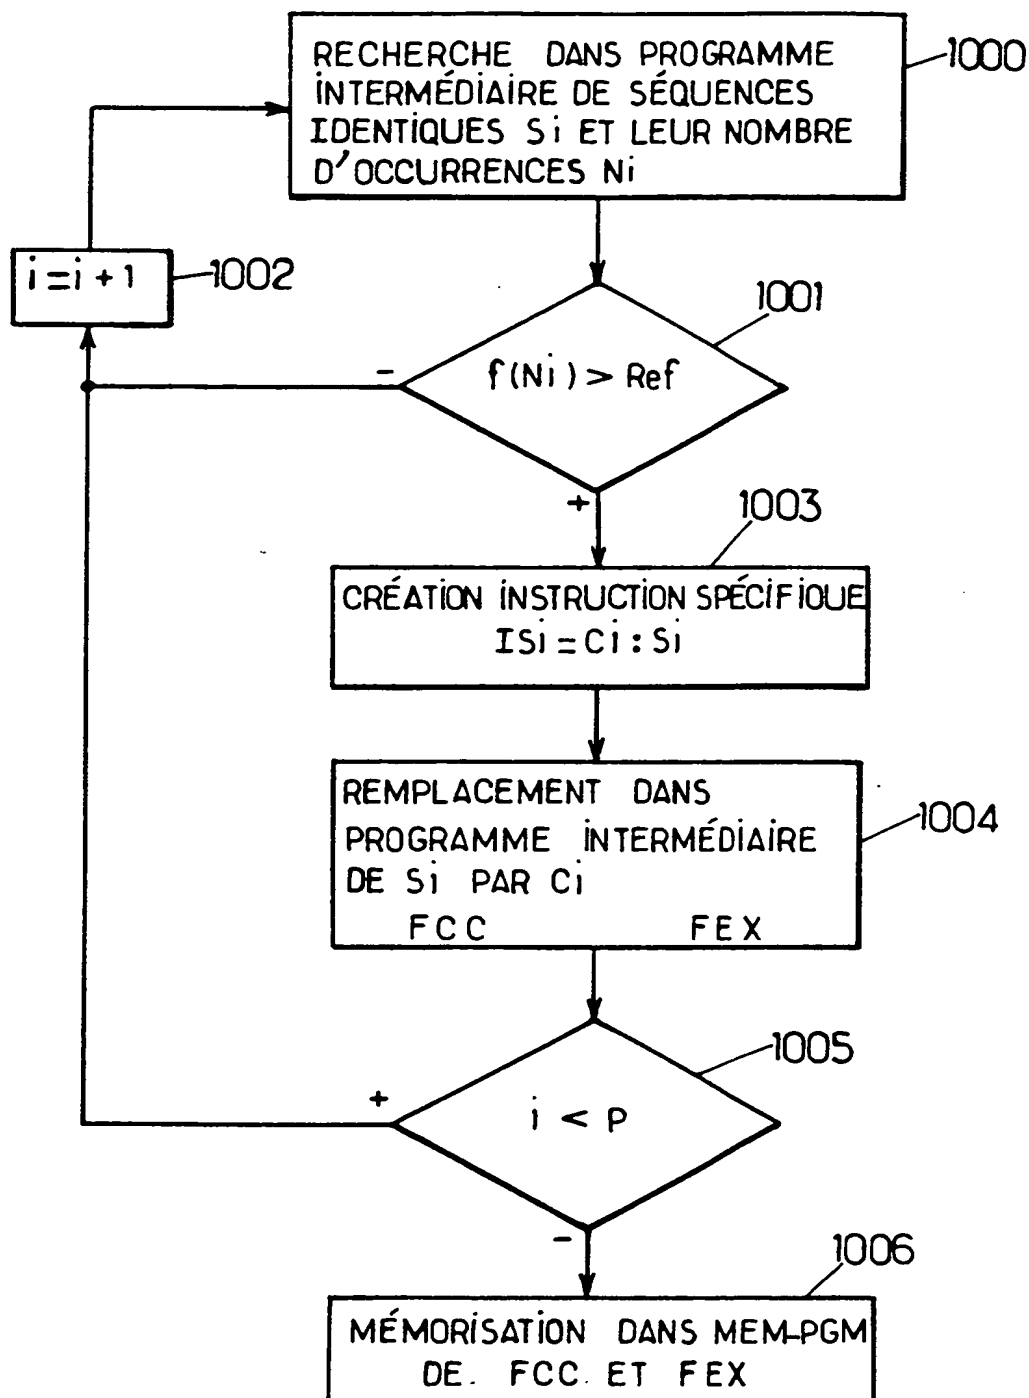 RECHERCHE DANS PROGRAMME
INTERMÉDIAIRE DE SÉQUENCES
IDENTIQUES Si ET LEUR NOMBRE
D'OCCURRENCES Ni
1000
i=i+1
1002
1001
f(Ni) > Ref
-
+
1003
CRÉATION INSTRUCTION SPÉCIFIQUE
ISi=Ci:Si
REMPLACEMENT DANS
PROGRAMME INTERMÉDIAIRE
DE Si PAR Ci
FCC FEX
1004
1005
+
i < P
-
1006
MÉMORISATION DANS MEM-PGM
DE. FCC. ET FEX